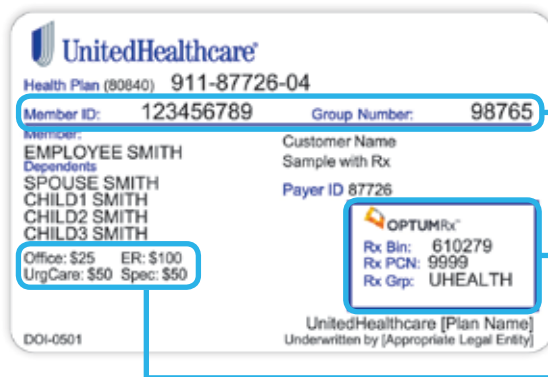 UnitedHealthcare®
Health Plan (80840) 911-87726-04
Member ID: 123456789 Group Number: 98765
Member:
EMPLOYEE SMITH
Dependents
SPOUSE SMITH
CHILD1 SMITH
CHILD2 SMITH
CHILD3 SMITH
Office: $25 ER: $100
UrgCare: $50 Spec: $50
DOI-0501
Customer Name
Sample with Rx
Payer ID 87726
OPTUMRx™
Rx Bin: 610279
Rx PCN: 9999
Rx Grp: UHEALTH
UnitedHealthcare [Plan Name]
Underwritten by [Appropriate Legal Entity]